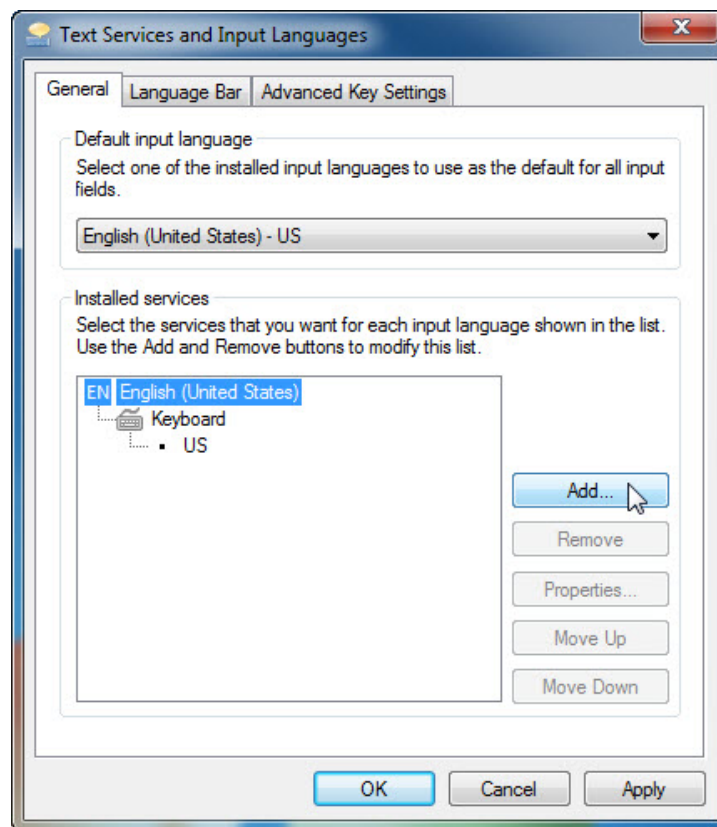 Text Services and Input Languages
General
Language Bar
Advanced Key Settings
Default input language
Select one of the installed input languages to use as the default for all input
fields.
English (United States) - US
Installed services
Select the services that you want for each input language shown in the list.
Use the Add and Remove buttons to modify this list.
EN English (United States)
Keyboard
US
Add...
Remove
Properties...
Move Up
Move Down
OK
Cancel
Apply